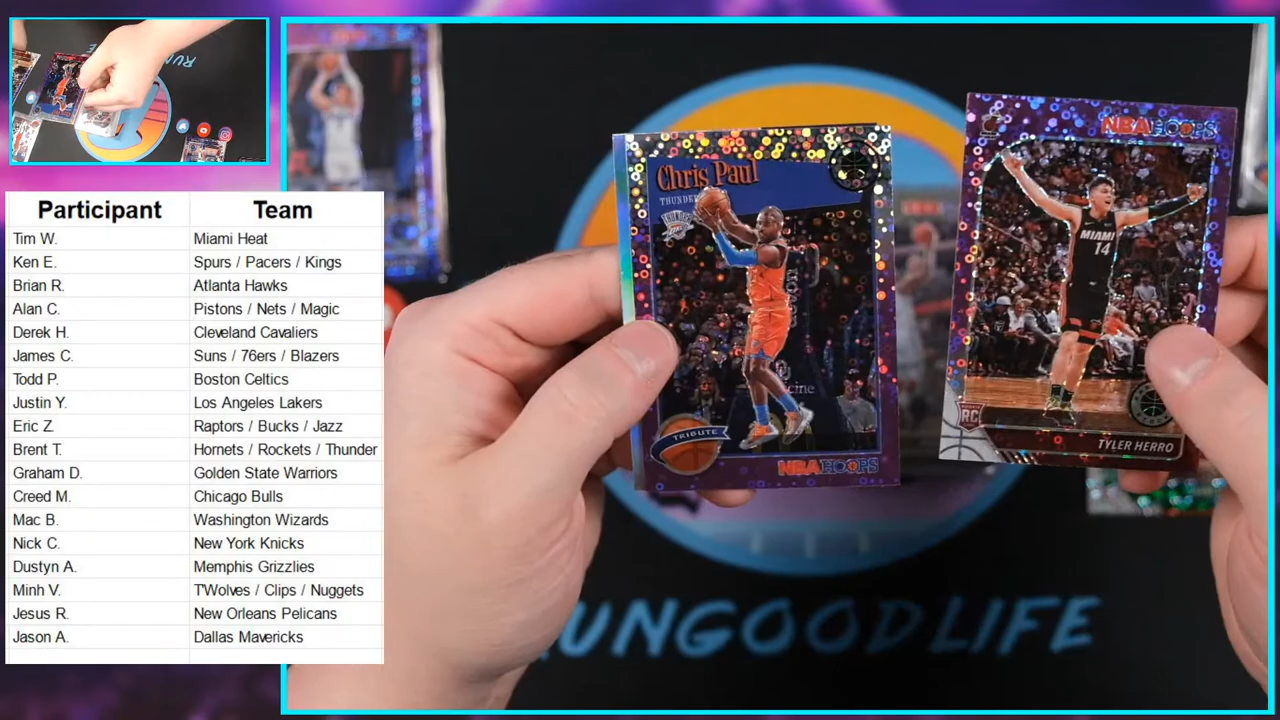 Participant Team
Tim W. Miami Heat
Ken E. Spurs / Pacers / Kings
Brian R. Atlanta Hawks
Alan C. Pistons / Nets / Magic
Derek H. Cleveland Cavaliers
James C. Suns / 76ers / Blazers
Todd P. Boston Celtics
Justin Y. Los Angeles Lakers
Eric Z. Raptors / Bucks / Jazz
Brent T. Hornets / Rockets / Thunder
Graham D. Golden State Warriors
Creed M. Chicago Bulls
Mac B. Washington Wizards
Nick C. New York Knicks
Dustyn A. Memphis Grizzlies
Minh V. T'Wolves / Clips / Nuggets
Jesus R. New Orleans Pelicans
Jason A. Dallas Mavericks
Chris Paul
THUNDER
TRIBUTE
NBA HOOPS
NBA HOOPS
MIAMI
14
RC
TYLER HERRO
UNGOODLIFE